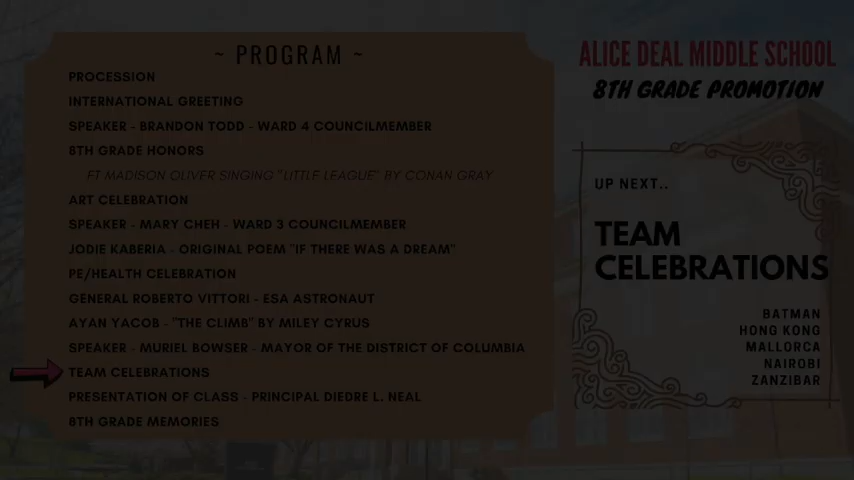 ~ PROGRAM ~
PROCESSION
INTERNATIONAL GREETING
SPEAKER - BRANDON TODD - WARD 4 COUNCILMEMBER
8TH GRADE HONORS
FT MADISON OLIVER SINGING "LITTLE LEAGUE" BY CONAN GRAY
ART CELEBRATION
SPEAKER - MARY CHEH - WARD 3 COUNCILMEMBER
JODIE KABERIA - ORIGINAL POEM "IF THERE WAS A DREAM"
PE/HEALTH CELEBRATION
GENERAL ROBERTO VITTORI - ESA ASTRONAUT
AYAN YACOB - "THE CLIMB" BY MILEY CYRUS
SPEAKER - MURIEL BOWSER - MAYOR OF THE DISTRICT OF COLUMBIA
TEAM CELEBRATIONS
PRESENTATION OF CLASS - PRINCIPAL DIEDRE L. NEAL
8TH GRADE MEMORIES
ALICE DEAL MIDDLE SCHOOL
8TH GRADE PROMOTION
UP NEXT..
TEAM
CELEBRATIONS
BATMAN
HONG KONG
MALLORCA
NAIROBI
ZANZIBAR